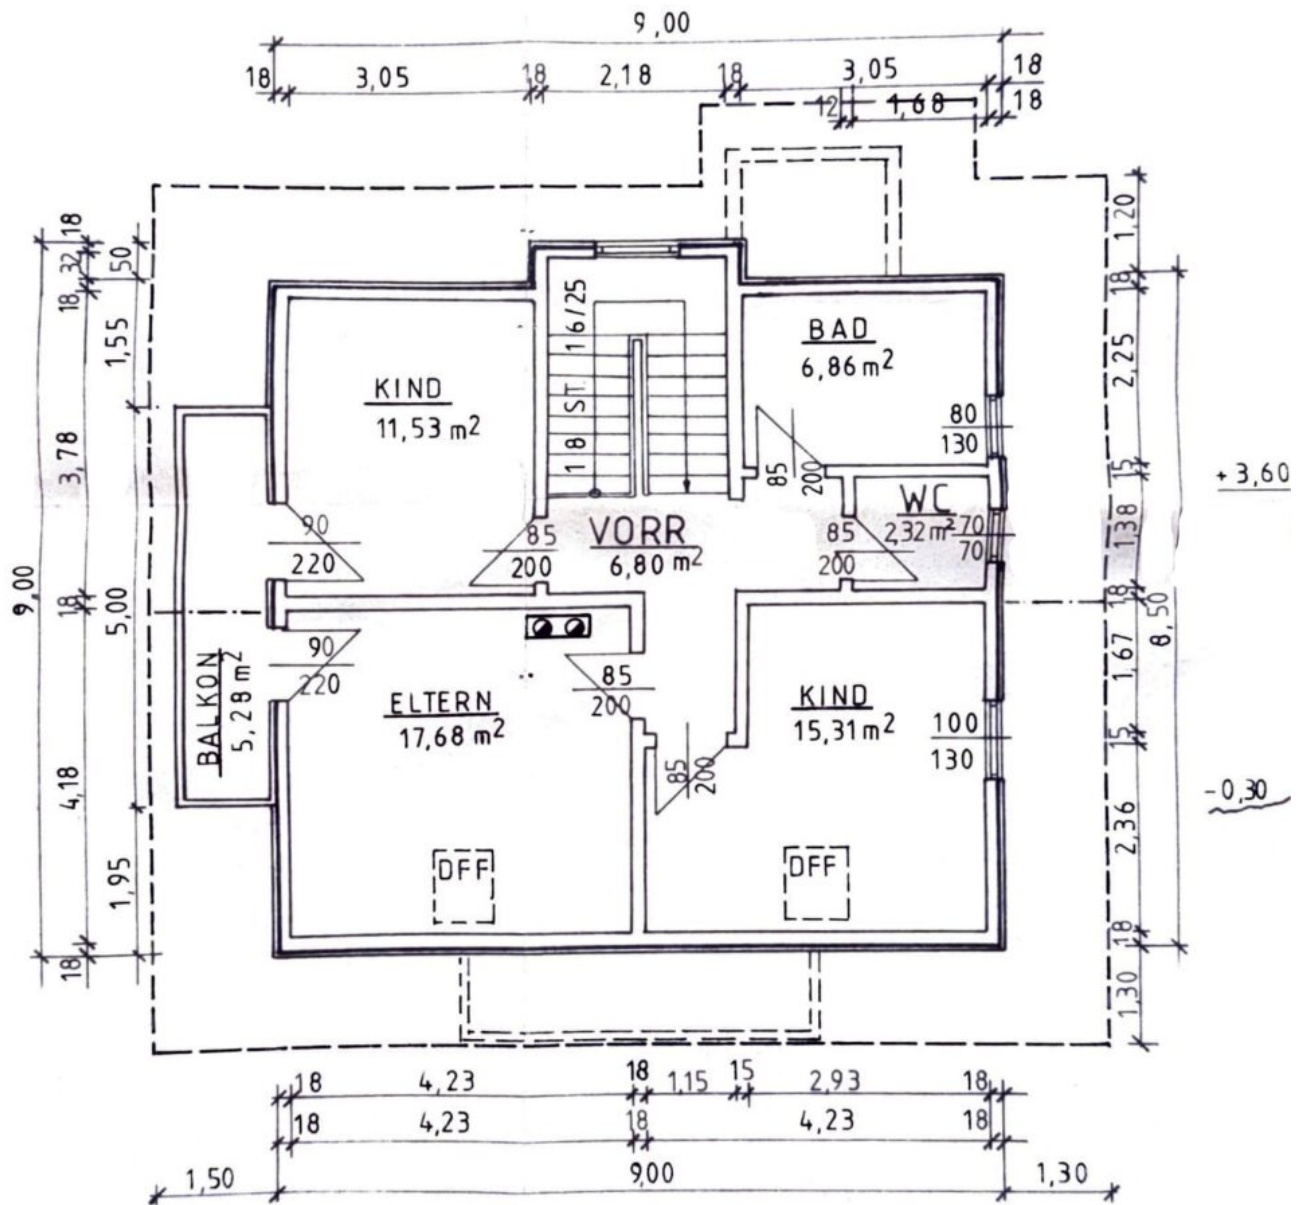 9,00
18 3,05 18 2,18 18 3,05 18
12 1,68 18
18
32
18
3,78
18
4,18
18
9,00
50
1,55
5,00
1,95
1,20
18
2,25
15
1,38
18
1,67
15
2,36
18
1,30
8,50
+3,60
-0,30
KIND
11,53 m²
18 ST. 16/25
BAD
6,86 m²
80
130
85
200
WC
2,32 m²
70
70
85
200
VORR
6,80 m²
85
200
90
220
90
220
BALKON
5,28 m²
ELTERN
17,68 m²
85
200
85
200
KIND
15,31 m²
100
130
DFF
DFF
18 4,23 18 1,15 15 2,93 18
18 4,23 18 4,23 18
1,50 9,00 1,30